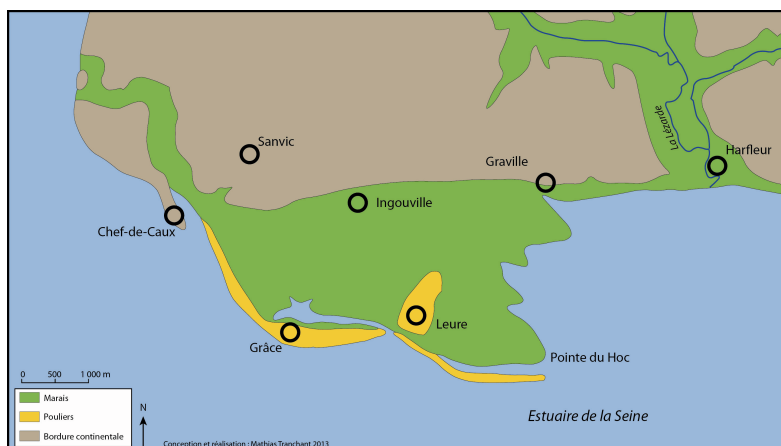 Sanvic
Graville
La Lézarde
Harfleur
Ingouville
Chef-de-Caux
Leure
Grâce
Pointe du Hoc
0 500 1 000 m
Estuaire de la Seine
Marais
Pouliers
Bordure continentale
N
Conception et réalisation : Mathias Tranchant 2013